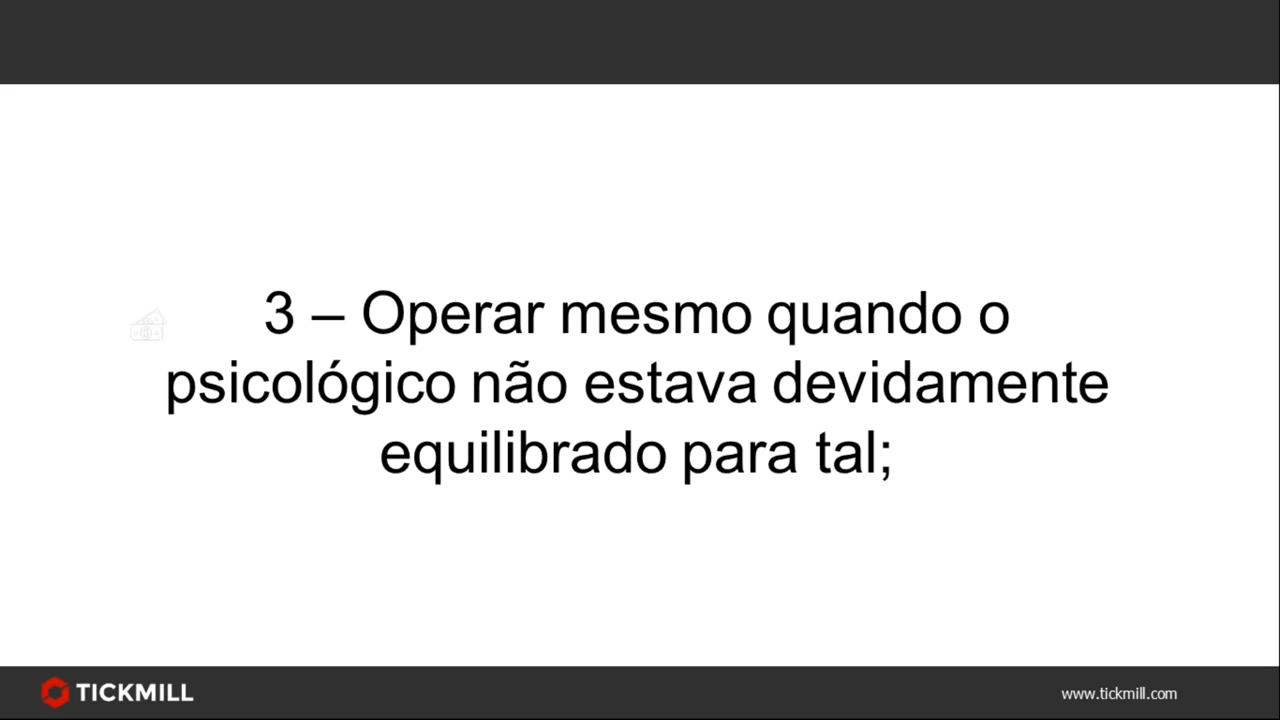 3 – Operar mesmo quando o
psicológico não estava devidamente
equilibrado para tal;
TICKMILL
www.tickmill.com